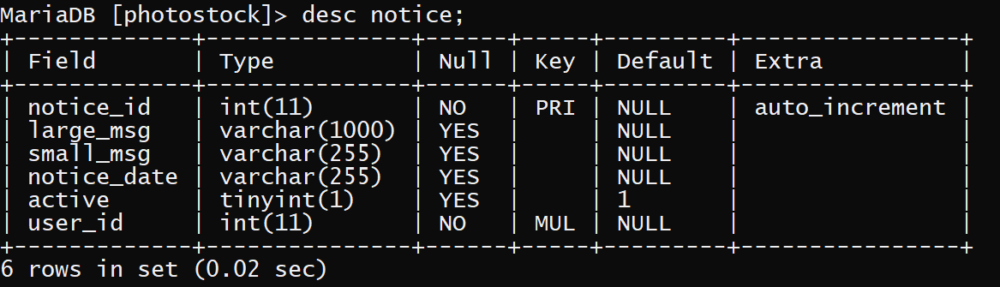 MariaDB [photostock]> desc notice;
+-------------+---------------+------+-----+---------+----------------+
| Field       | Type          | Null | Key | Default | Extra          |
+-------------+---------------+------+-----+---------+----------------+
| notice_id   | int(11)       | NO   | PRI | NULL    | auto_increment |
| large_msg   | varchar(1000) | YES  |     | NULL    |                |
| small_msg   | varchar(255)  | YES  |     | NULL    |                |
| notice_date | varchar(255)  | YES  |     | NULL    |                |
| active      | tinyint(1)    | YES  |     | 1       |                |
| user_id     | int(11)       | NO   | MUL | NULL    |                |
+-------------+---------------+------+-----+---------+----------------+
6 rows in set (0.02 sec)